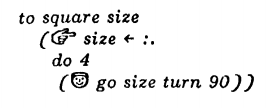 to square size
(☞ size ← :.
do 4
(☺ go size turn 90))